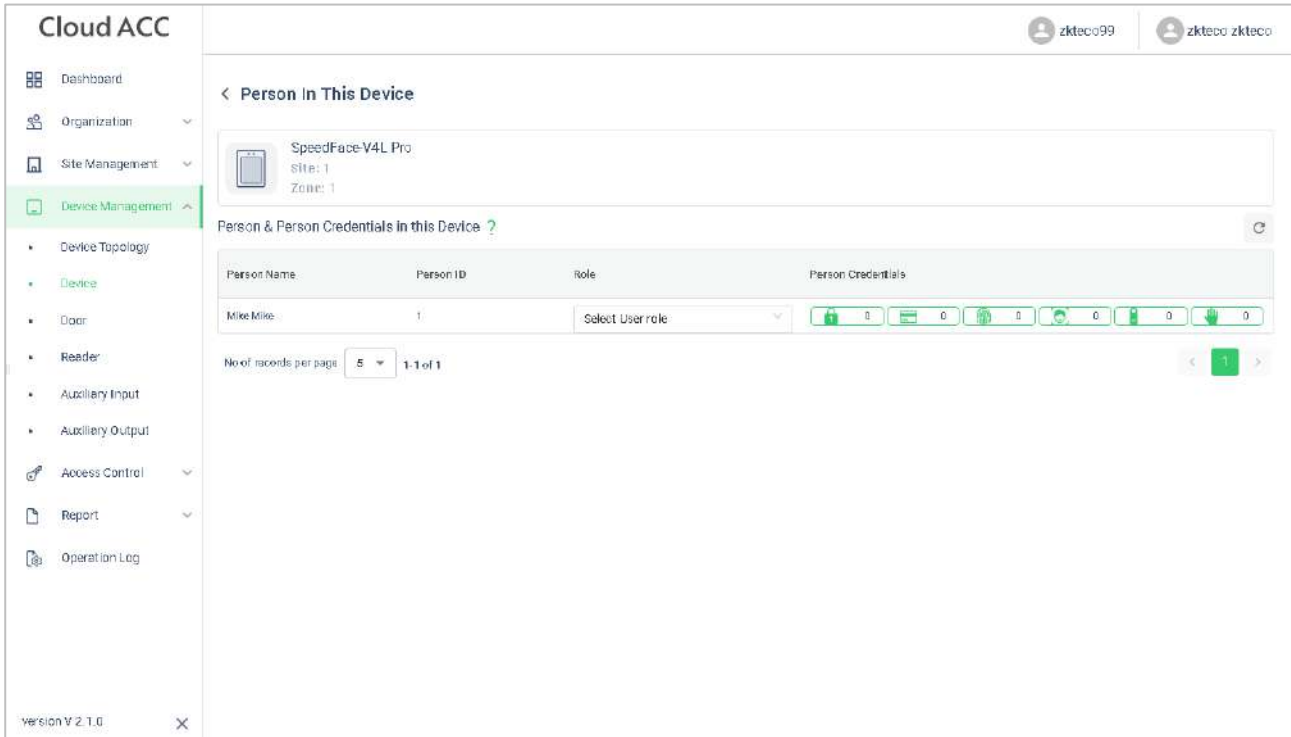 Cloud ACC
zkteco99
zkteco zkteco
Dashboard
Organization
Site Management
Device Management
Device Topology
Device
Door
Reader
Auxiliary Input
Auxiliary Output
Access Control
Report
Operation Log
version V 2.1.0
Person In This Device
SpeedFace-V4L Pro
Site: 1
Zone: 1
Person & Person Credentials in this Device ?
Person Name Person ID Role Person Credentials
Mike Mike 1 Select User role 0 0 0 0 0 0
No of records per page 5 1-1 of 1 < 1 >